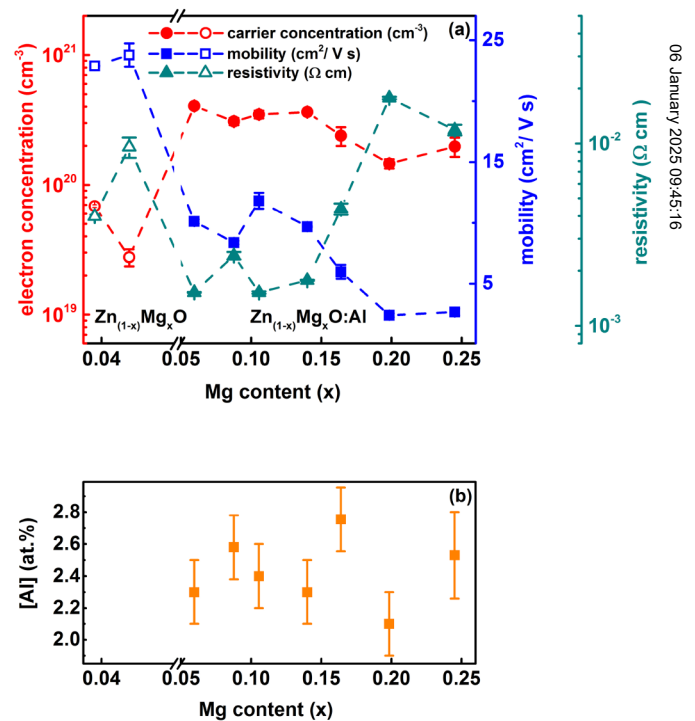 carrier concentration (cm⁻³)
(a)
mobility (cm²/ V s)
resistivity (Ω cm)
electron concentration (cm⁻³)
10²¹
10²⁰
10¹⁹
25
15
5
mobility (cm²/ V s)
10⁻²
10⁻³
resistivity (Ω cm)
Zn₍₁₋ₓ₎MgₓO
Zn₍₁₋ₓ₎MgₓO:Al
0.04 0.05 0.10 0.15 0.20 0.25
Mg content (x)
06 January 2025 09:45:16
(b)
[Al] (at.%)
2.8
2.6
2.4
2.2
2.0
0.04 0.05 0.10 0.15 0.20 0.25
Mg content (x)